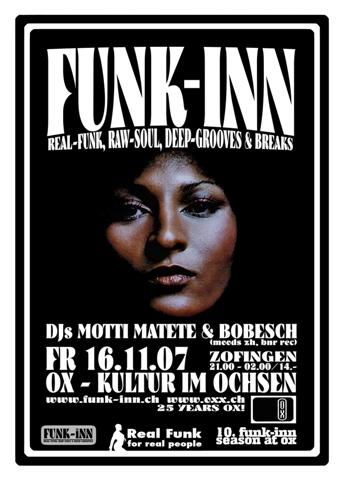 FUNK-INN
REAL-FUNK, RAW-SOUL, DEEP-GROOVES & BREAKS
DJs MOTTI MATETE & BOBESCH
(meeds zh, bnr rec)
FR 16.11.07 ZOFINGEN
21.00 - 02.00/14.-
OX - KULTUR IM OCHSEN
www.funk-inn.ch www.oxx.ch
25 YEARS OX!
OX
FUNK-iNN
Real Funk
for real people
10. funk-inn
season at ox